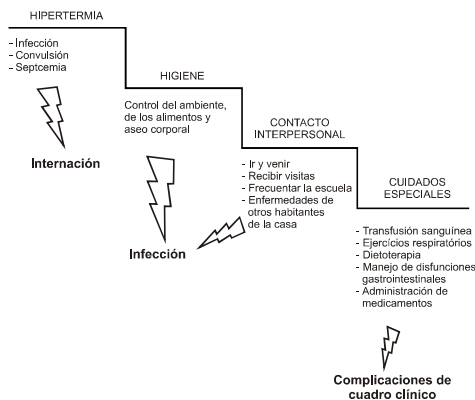 HIPERTERMIA
- Infección
- Convulsión
- Septcemia
Internación
HIGIENE
Control del ambiente,
de los alimentos y
aseo corporal
Infección
CONTACTO
INTERPERSONAL
- Ir y venir
- Recibir visitas
- Frecuentar la escuela
- Enfermedades de
otros habitantes
de la casa
CUIDADOS
ESPECIALES
- Transfusión sanguínea
- Ejercícios respiratórios
- Dietoterapia
- Manejo de disfunciones
gastrointestinales
- Administración de
medicamentos
Complicaciones de
cuadro clínico